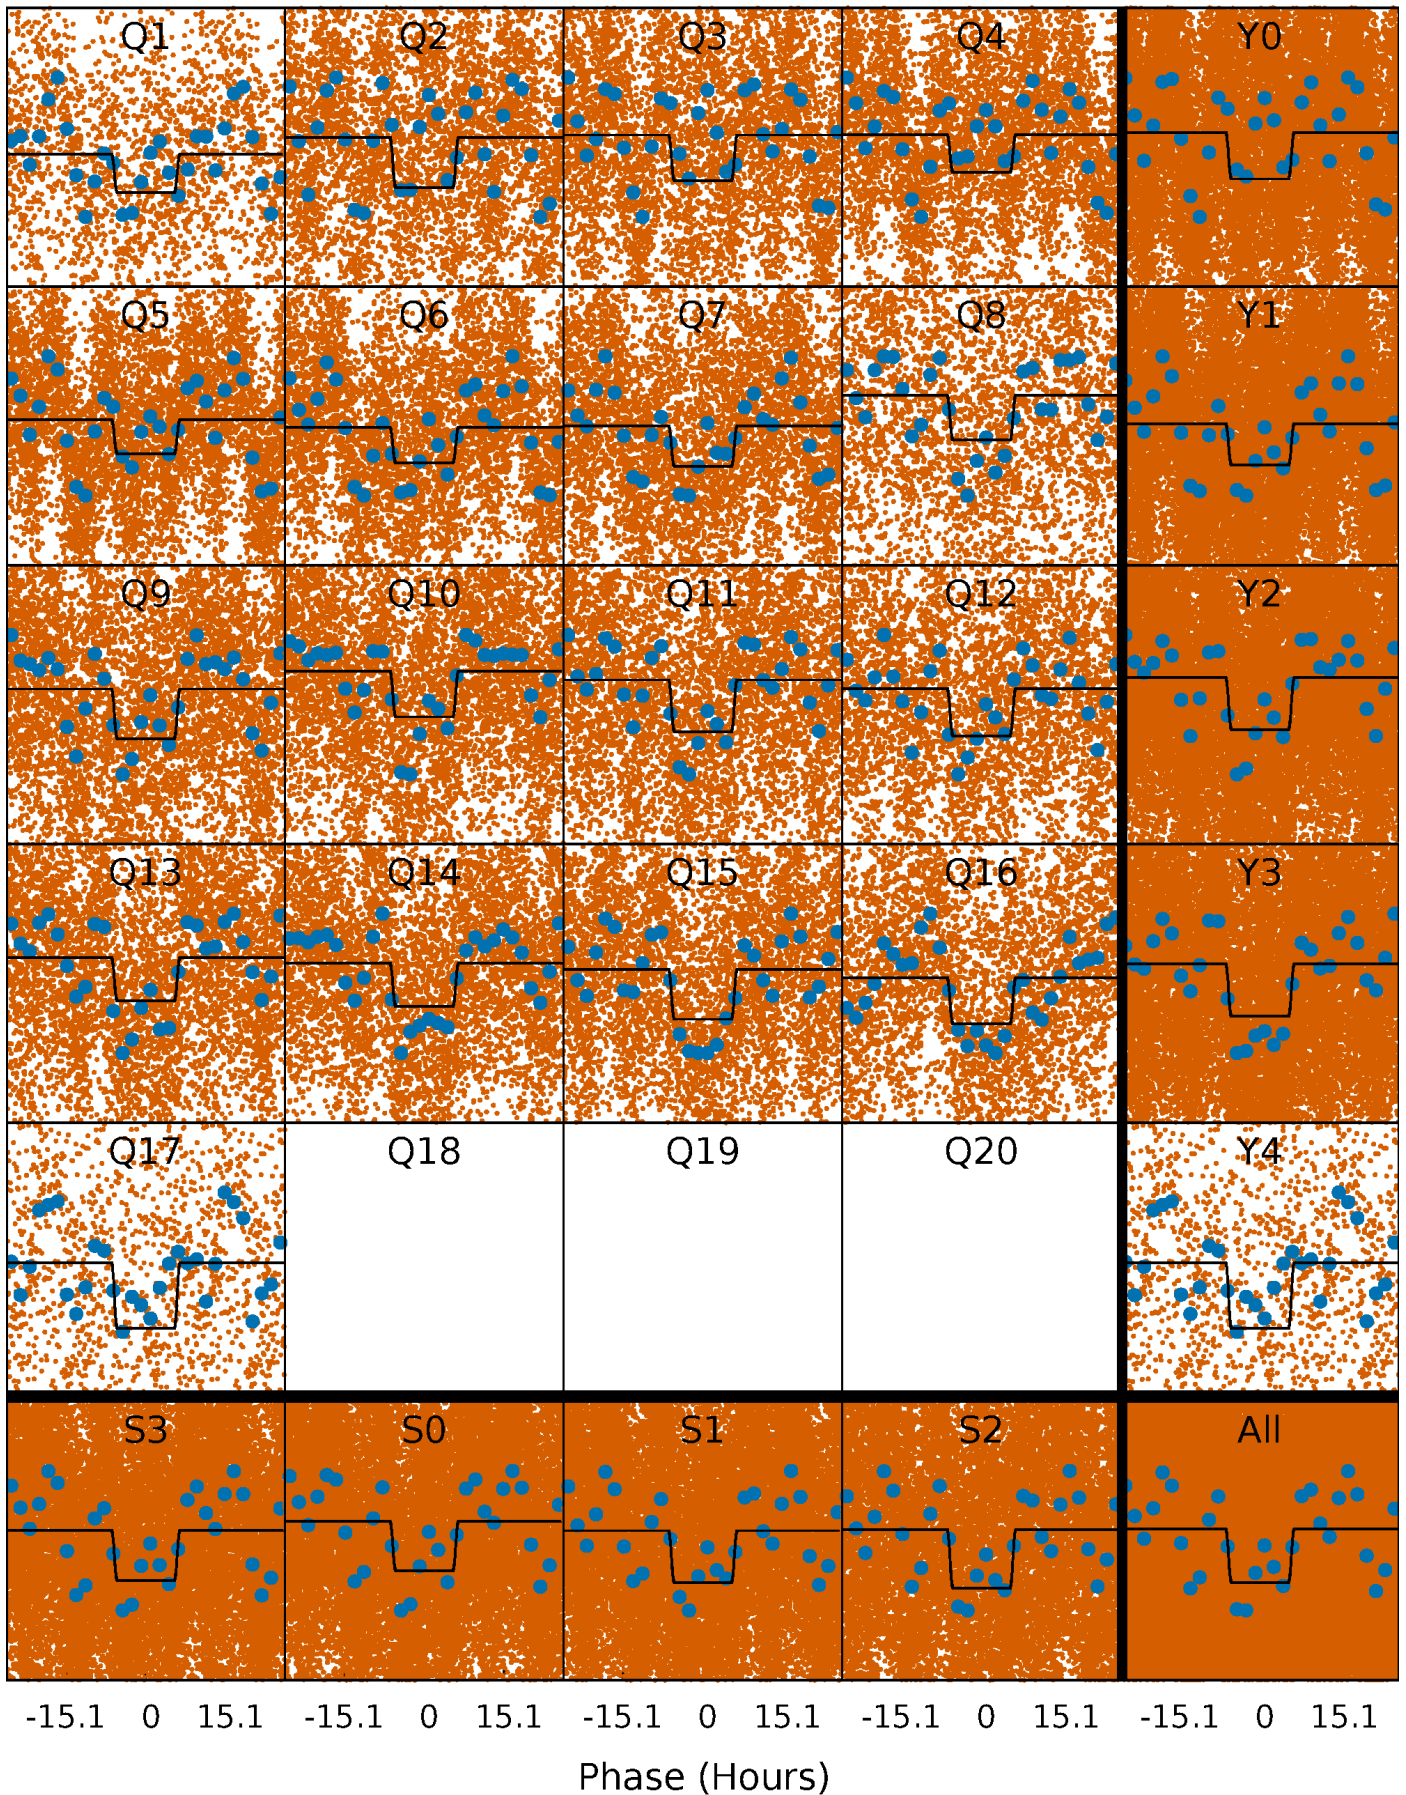 Q1 Q2 Q3 Q4 Y0
Q5 Q6 Q7 Q8 Y1
Q9 Q10 Q11 Q12 Y2
Q13 Q14 Q15 Q16 Y3
Q17 Q18 Q19 Q20 Y4
S3 S0 S1 S2 All
-15.1 0 15.1 -15.1 0 15.1 -15.1 0 15.1 -15.1 0 15.1 -15.1 0 15.1
Phase (Hours)